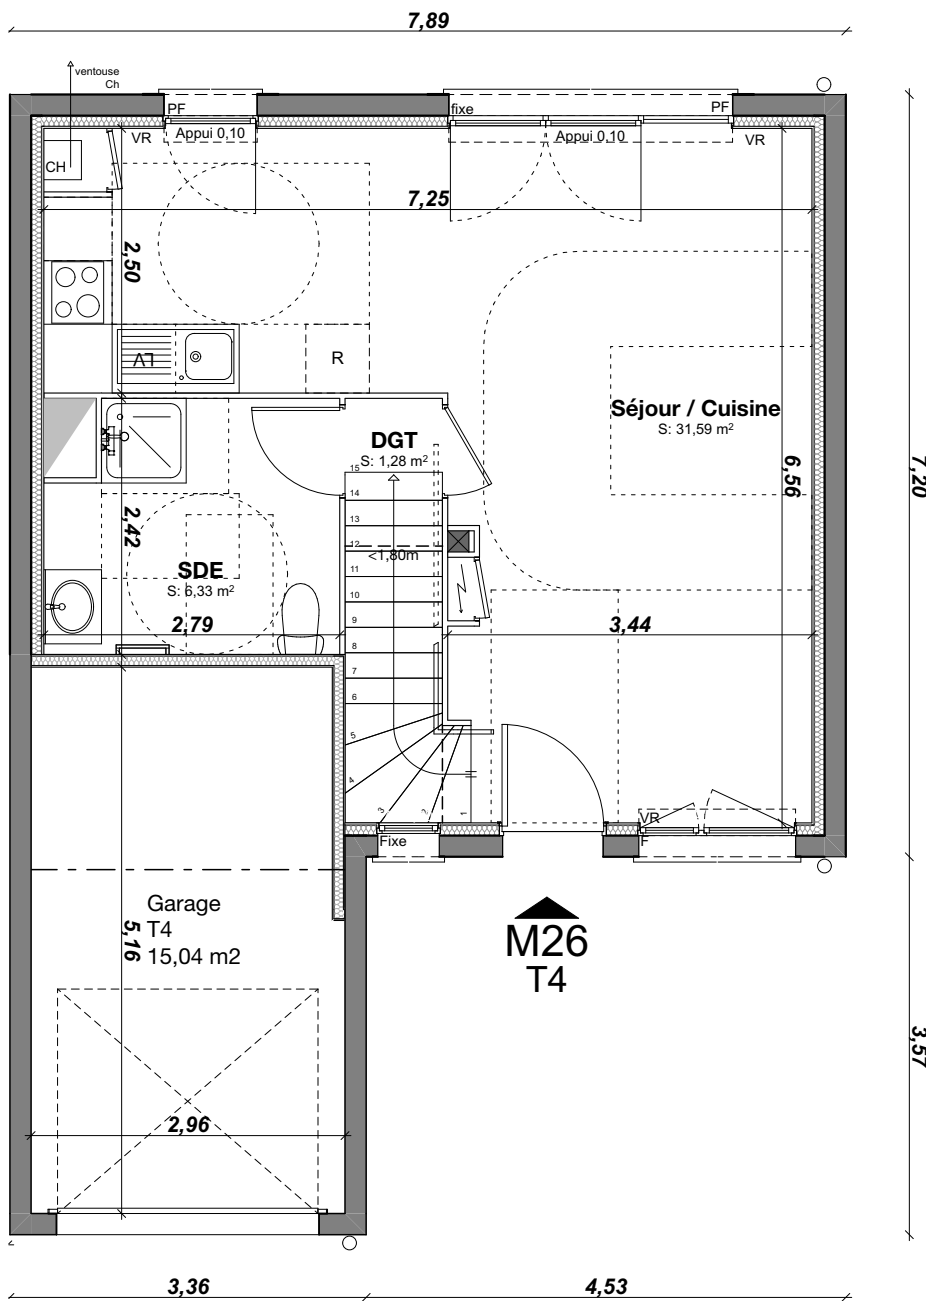 7,89
ventouse
Ch
PF
fixe
PF
VR
Appui 0,10
Appui 0,10
VR
CH
7,25
2,50
LV
R
Séjour / Cuisine
S: 31,59 m²
DGT
S: 1,28 m²
6,56
7,20
15
14
13
12
<1,80m
11
10
9
8
7
6
5
4
3
2
1
2,42
SDE
S: 6,33 m²
2,79
3,44
VR
F
Fixe
Garage
T4
15,04 m2
5,16
M26
T4
3,57
2,96
3,36
4,53